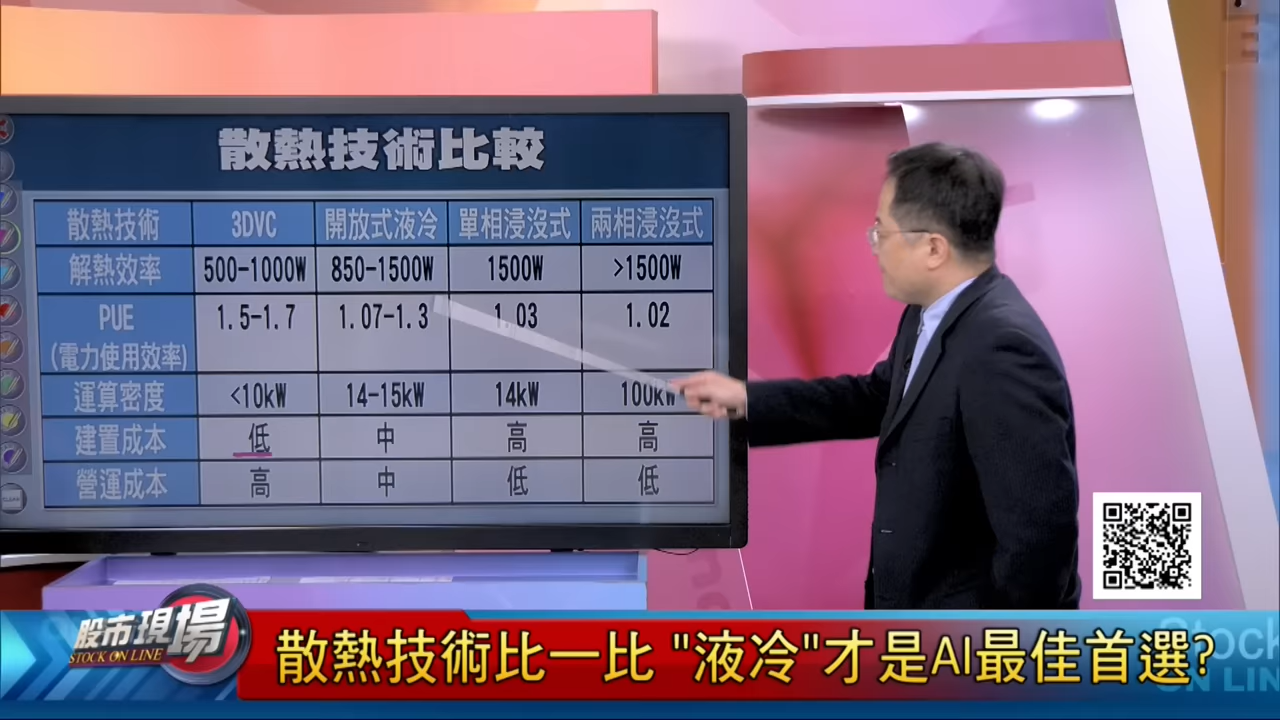 散熱技術比較
散熱技術 3DVC 開放式液冷 單相浸沒式 兩相浸沒式
解熱效率 500-1000W 850-1500W 1500W >1500W
PUE 1.5-1.7 1.07-1.3 1.03 1.02
(電力使用效率)
運算密度 <10kW 14-15kW 14kW 100kW
建置成本 低 中 高 高
營運成本 高 中 低 低
股市現場
STOCK ON LINE
散熱技術比一比 "液冷"才是AI最佳首選?
Stock
ON LIN